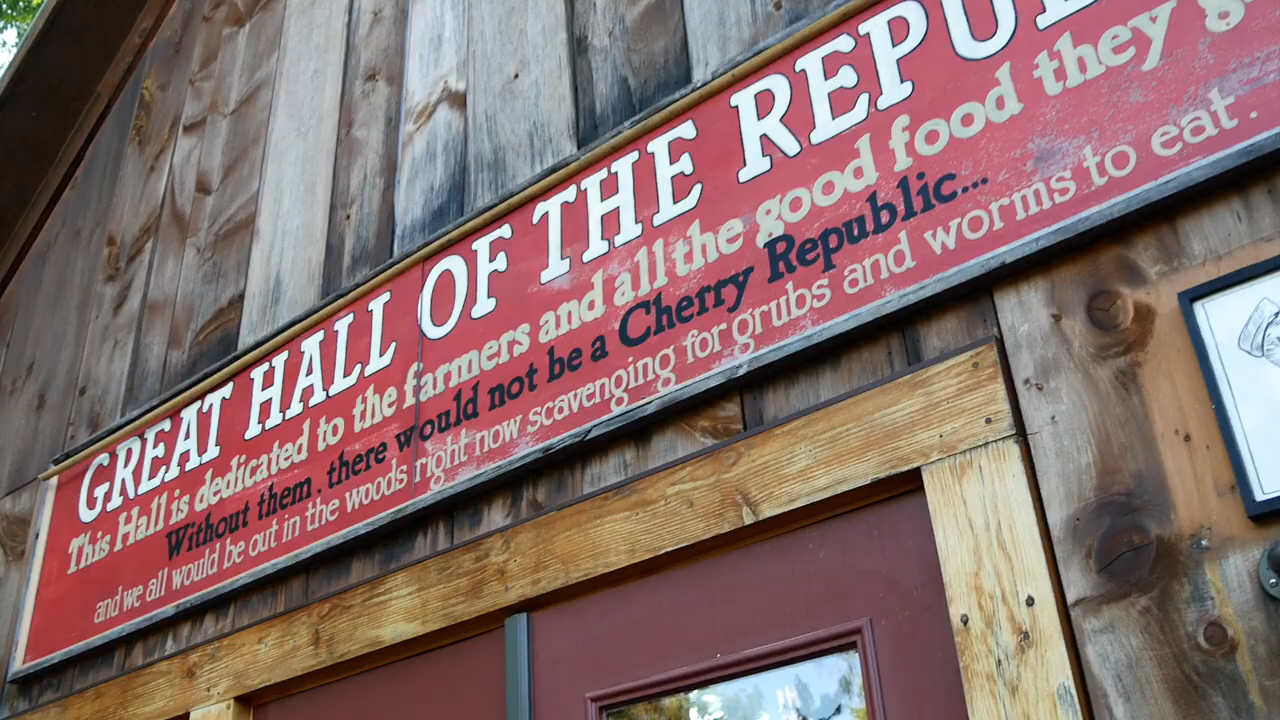 GREAT HALL OF THE REPU
This Hall is dedicated to the farmers and all the good food they g
Without them, there would not be a Cherry Republic...
and we all would be out in the woods right now scavenging for grubs and worms to eat.